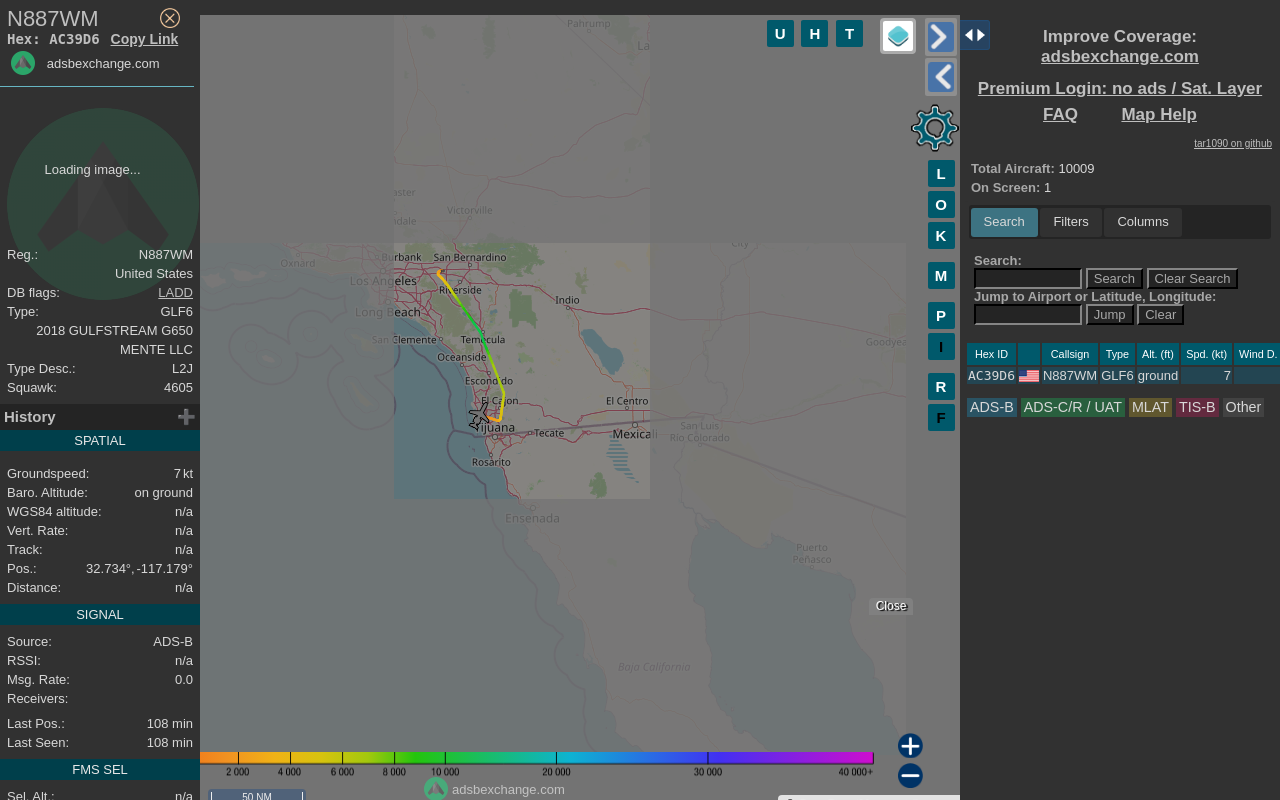 N887WM
Hex: AC39D6 Copy Link
adsbexchange.com
Loading image...
Reg.: N887WM
United States
DB flags: LADD
Type: GLF6
2018 GULFSTREAM G650
MENTE LLC
Type Desc.: L2J
Squawk: 4605
History
SPATIAL
Groundspeed: 7 kt
Baro. Altitude: on ground
WGS84 altitude: n/a
Vert. Rate: n/a
Track: n/a
Pos.: 32.734°, -117.179°
Distance: n/a
SIGNAL
Source: ADS-B
RSSI: n/a
Msg. Rate: 0.0
Receivers:
Last Pos.: 108 min
Last Seen: 108 min
FMS SEL
Sel. Alt.: n/a
Pahrump
La
U H T
ster
Victorville
dale
City
Oxnard
Burbank San Bernardino
Los Angeles
Riverside
Indio
Long Beach
San Clemente Temecula
Goodyea
Oceanside
Escondido
El Cajon
El Centro
Tijuana Tecate Mexicali
San Luis
Río Colorado
Rosarito
Ensenada
Puerto
Peñasco
Close
Baja California
L
O
K
M
P
I
R
F
2 000 4 000 6 000 8 000 10 000 20 000 30 000 40 000+
adsbexchange.com
50 NM
Improve Coverage:
adsbexchange.com
Premium Login: no ads / Sat. Layer
FAQ Map Help
tar1090 on github
Total Aircraft: 10009
On Screen: 1
Search Filters Columns
Search:
Search Clear Search
Jump to Airport or Latitude, Longitude:
Jump Clear
Hex ID Callsign Type Alt. (ft) Spd. (kt) Wind D.
AC39D6 N887WM GLF6 ground 7
ADS-B ADS-C/R / UAT MLAT TIS-B Other